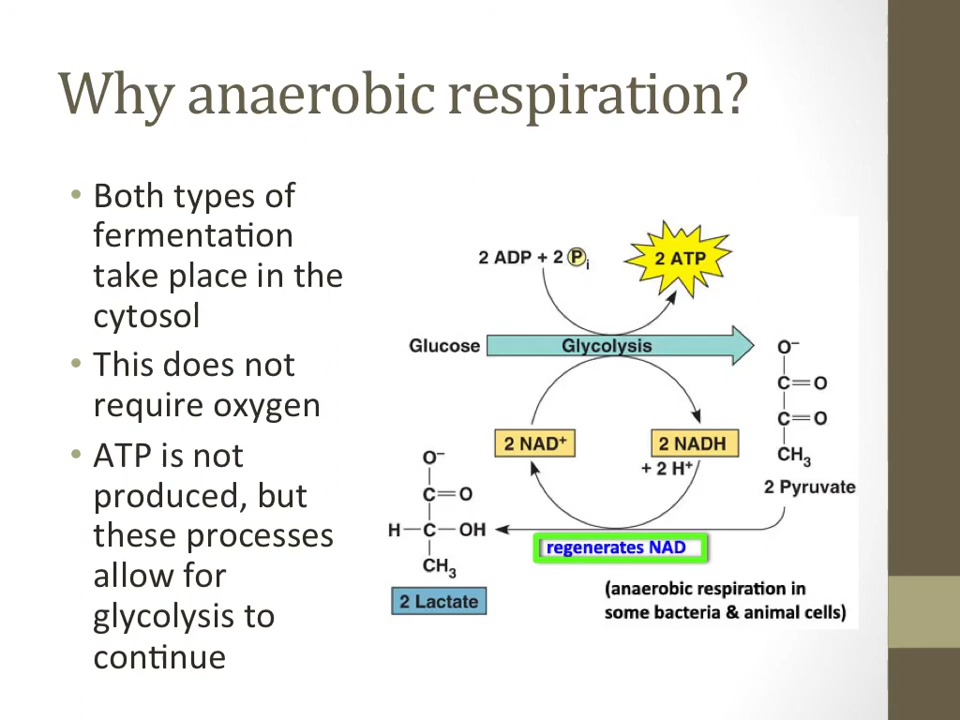 Why anaerobic respiration?
• Both types of
fermentation
take place in the
cytosol
• This does not
require oxygen
• ATP is not
produced, but
these processes
allow for
glycolysis to
continue
2 ADP + 2 Pi
2 ATP
Glucose
Glycolysis
O–
C=O
C=O
CH3
2 Pyruvate
2 NAD+
2 NADH
+ 2 H+
O–
C=O
H–C–OH
CH3
2 Lactate
regenerates NAD
(anaerobic respiration in
some bacteria & animal cells)